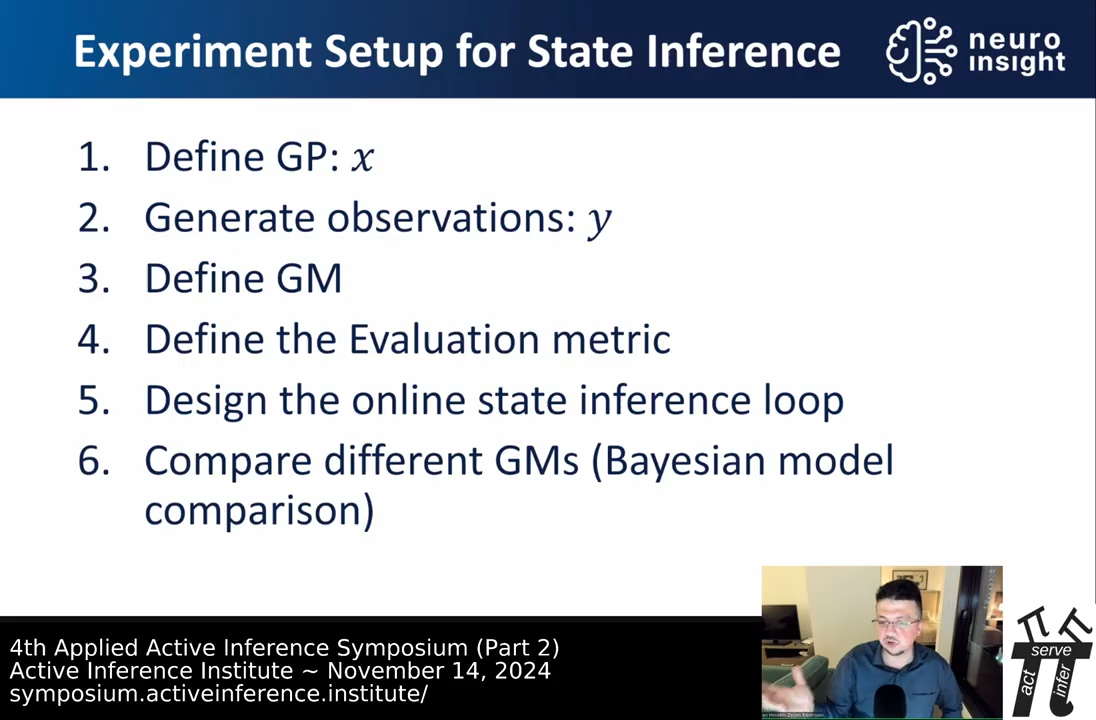 Experiment Setup for State Inference
neuro
insight
1. Define GP: x
2. Generate observations: y
3. Define GM
4. Define the Evaluation metric
5. Design the online state inference loop
6. Compare different GMs (Bayesian model
comparison)
4th Applied Active Inference Symposium (Part 2)
Active Inference Institute ~ November 14, 2024
symposium.activeinference.institute/
serve
act
infer